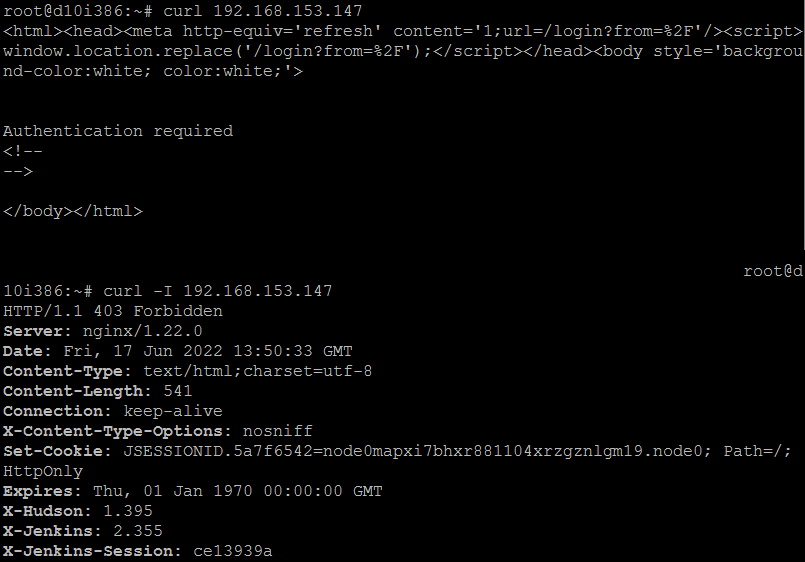 root@d10i386:~# curl 192.168.153.147
<html><head><meta http-equiv='refresh' content='1;url=/login?from=%2F'/><script>
window.location.replace('/login?from=%2F');</script></head><body style='backgrou
nd-color:white; color:white;'>
Authentication required
<!--
-->
</body></html>
root@d
10i386:~# curl -I 192.168.153.147
HTTP/1.1 403 Forbidden
Server: nginx/1.22.0
Date: Fri, 17 Jun 2022 13:50:33 GMT
Content-Type: text/html;charset=utf-8
Content-Length: 541
Connection: keep-alive
X-Content-Type-Options: nosniff
Set-Cookie: JSESSIONID.5a7f6542=node0mapxi7bhxr881104xrzgznlgm19.node0; Path=/;
HttpOnly
Expires: Thu, 01 Jan 1970 00:00:00 GMT
X-Hudson: 1.395
X-Jenkins: 2.355
X-Jenkins-Session: ce13939a